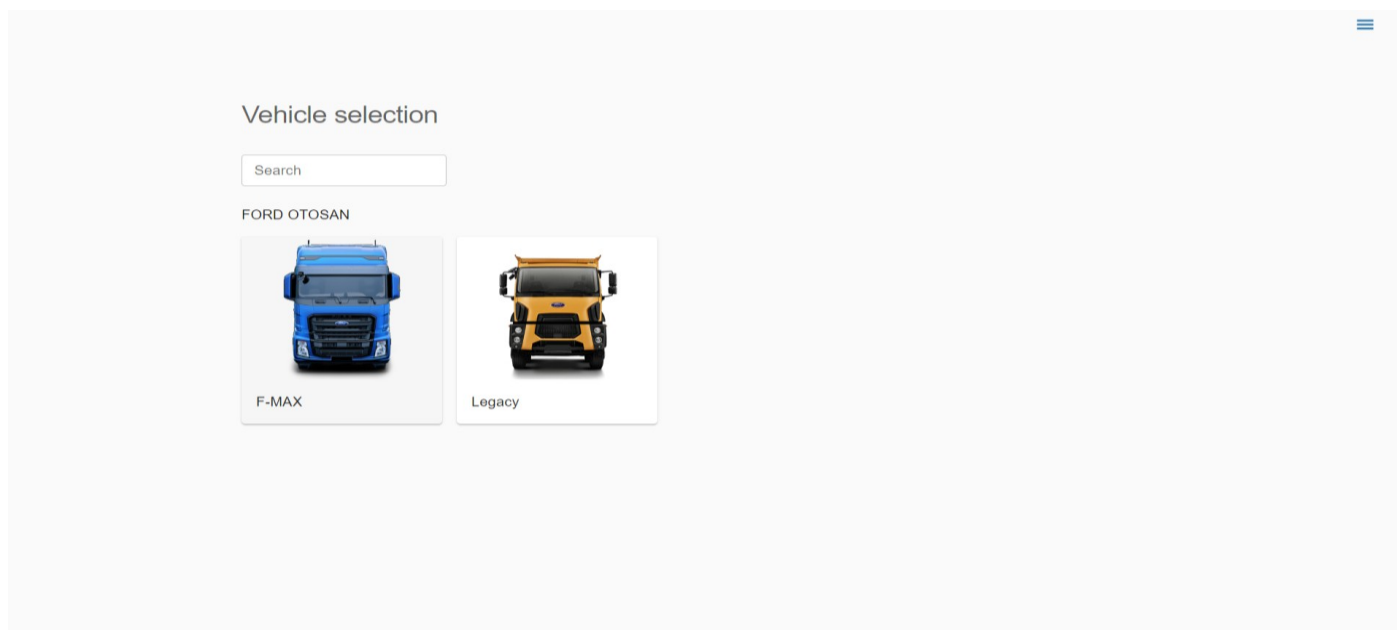 Vehicle selection
Search
FORD OTOSAN
F-MAX
Legacy